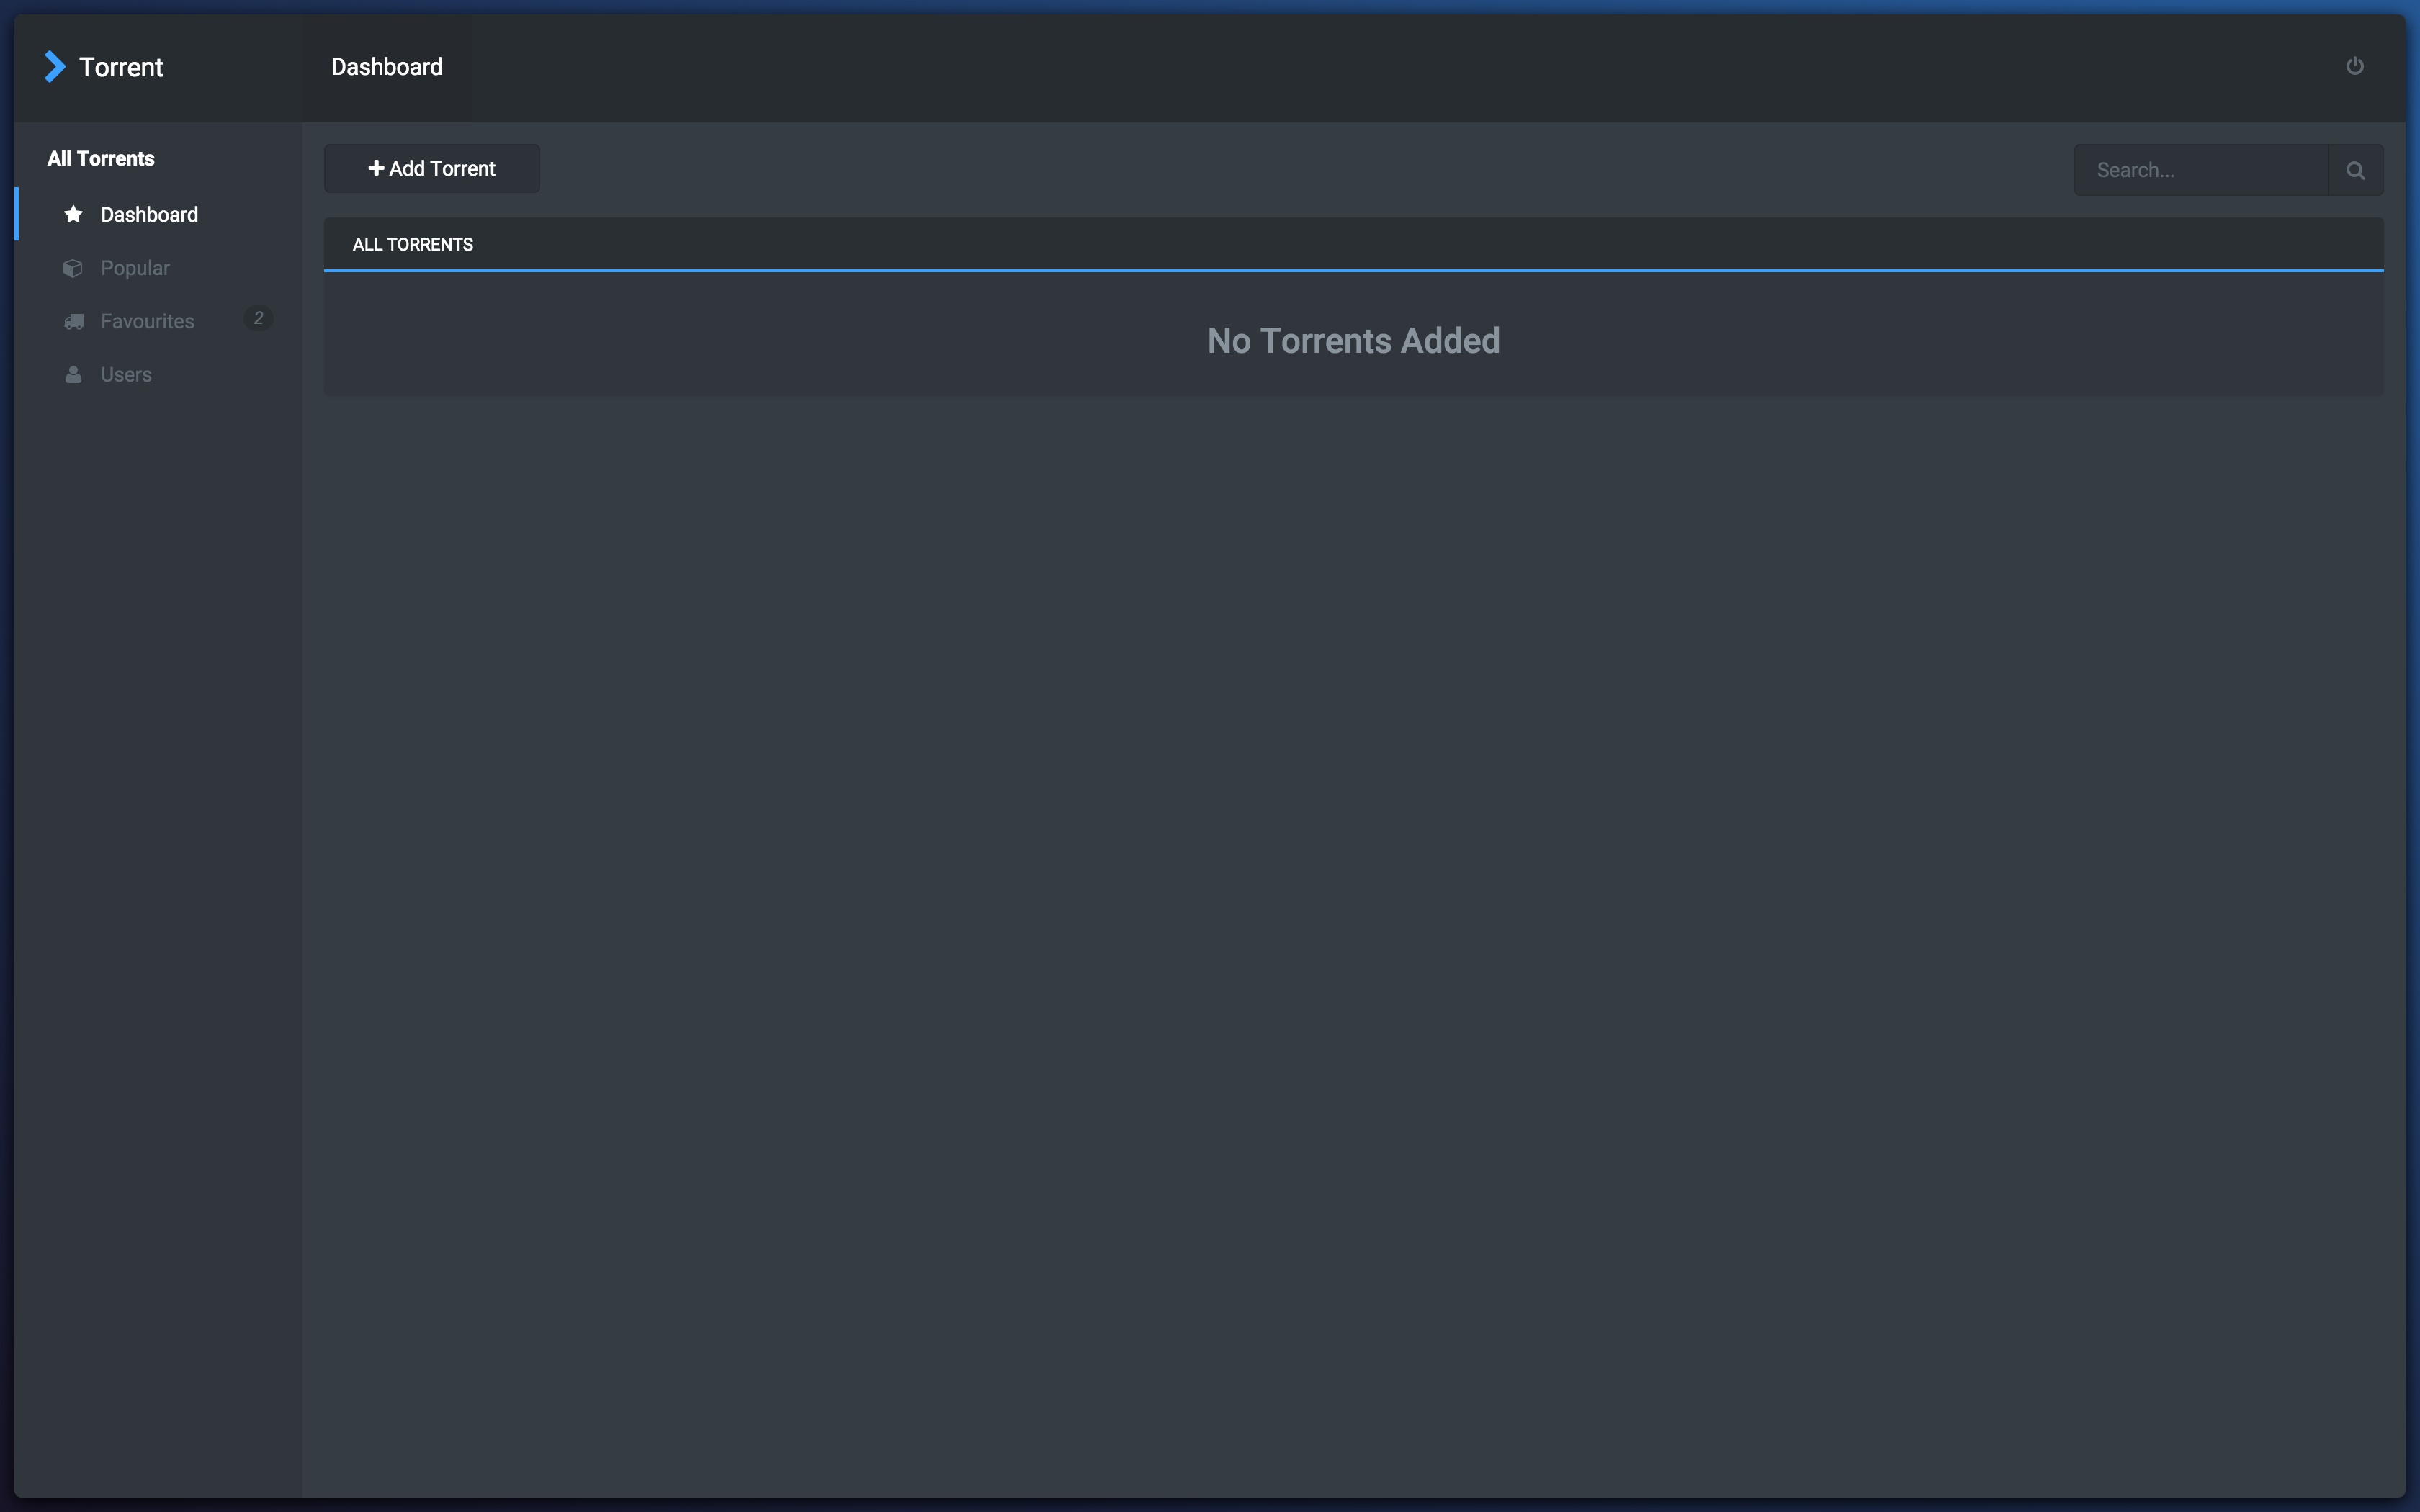 Torrent
Dashboard
All Torrents
Dashboard
Popular
Favourites 2
Users
Add Torrent
Search...
ALL TORRENTS
No Torrents Added